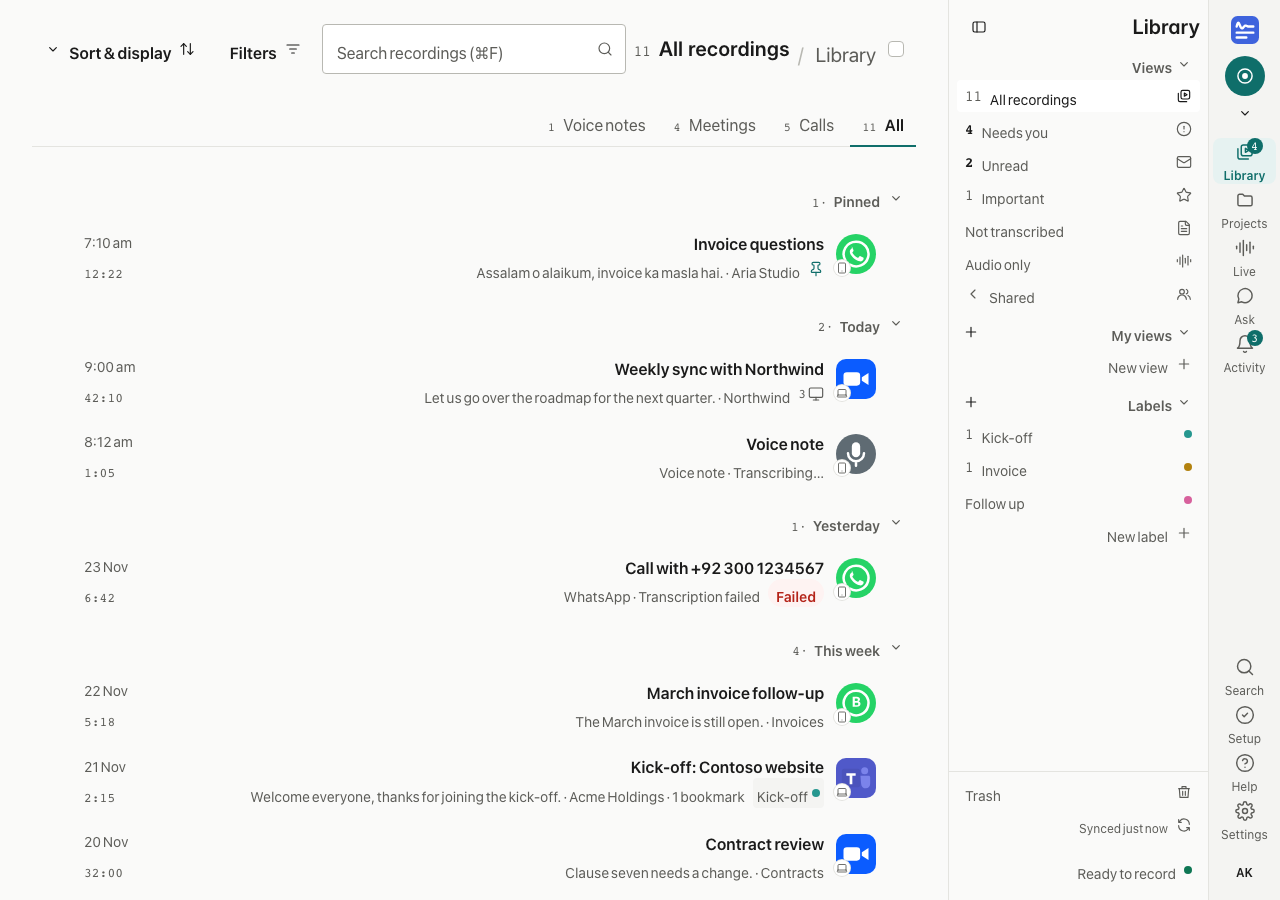 Library
Views
All recordings 11
Needs you 4
Unread 2
Important 1
Not transcribed
Audio only
Shared
My views
New view
Labels
Kick-off 1
Invoice 1
Follow up
New label
Trash
Synced just now
Ready to record
4
Library
Projects
Live
Ask
3
Activity
Search
Setup
Help
Settings
AK
Library / All recordings 11
Search recordings (⌘F)
Filters
Sort & display
All 11
Calls 5
Meetings 4
Voice notes 1
Pinned · 1
Invoice questions
7:10 am
Assalam o alaikum, invoice ka masla hai. · Aria Studio
12:22
Today · 2
Weekly sync with Northwind
9:00 am
3 Let us go over the roadmap for the next quarter. · Northwind
42:10
Voice note
8:12 am
Voice note · Transcribing…
1:05
Yesterday · 1
Call with +92 300 1234567
23 Nov
Failed WhatsApp · Transcription failed
6:42
This week · 4
B
March invoice follow-up
22 Nov
The March invoice is still open. · Invoices
5:18
T
Kick-off: Contoso website
21 Nov
Kick-off Welcome everyone, thanks for joining the kick-off. · Acme Holdings · 1 bookmark
2:15
Contract review
20 Nov
Clause seven needs a change. · Contracts
32:00